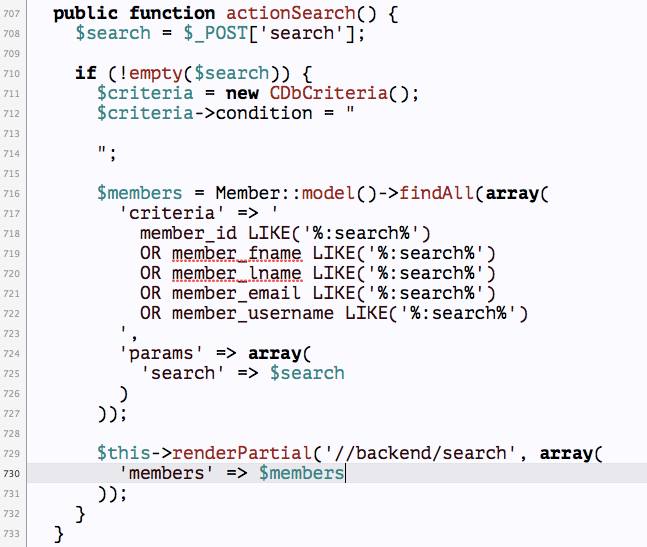 707 public function actionSearch() {
708 $search = $_POST['search'];
709
710 if (!empty($search)) {
711 $criteria = new CDbCriteria();
712 $criteria->condition = "
713
714 ";
715
716 $members = Member::model()->findAll(array(
717 'criteria' => '
718 member_id LIKE('%:search%')
719 OR member_fname LIKE('%:search%')
720 OR member_lname LIKE('%:search%')
721 OR member_email LIKE('%:search%')
722 OR member_username LIKE('%:search%')
723 ',
724 'params' => array(
725 'search' => $search
726 )
727 ));
728
729 $this->renderPartial('//backend/search', array(
730 'members' => $members
731 ));
732 }
733 }